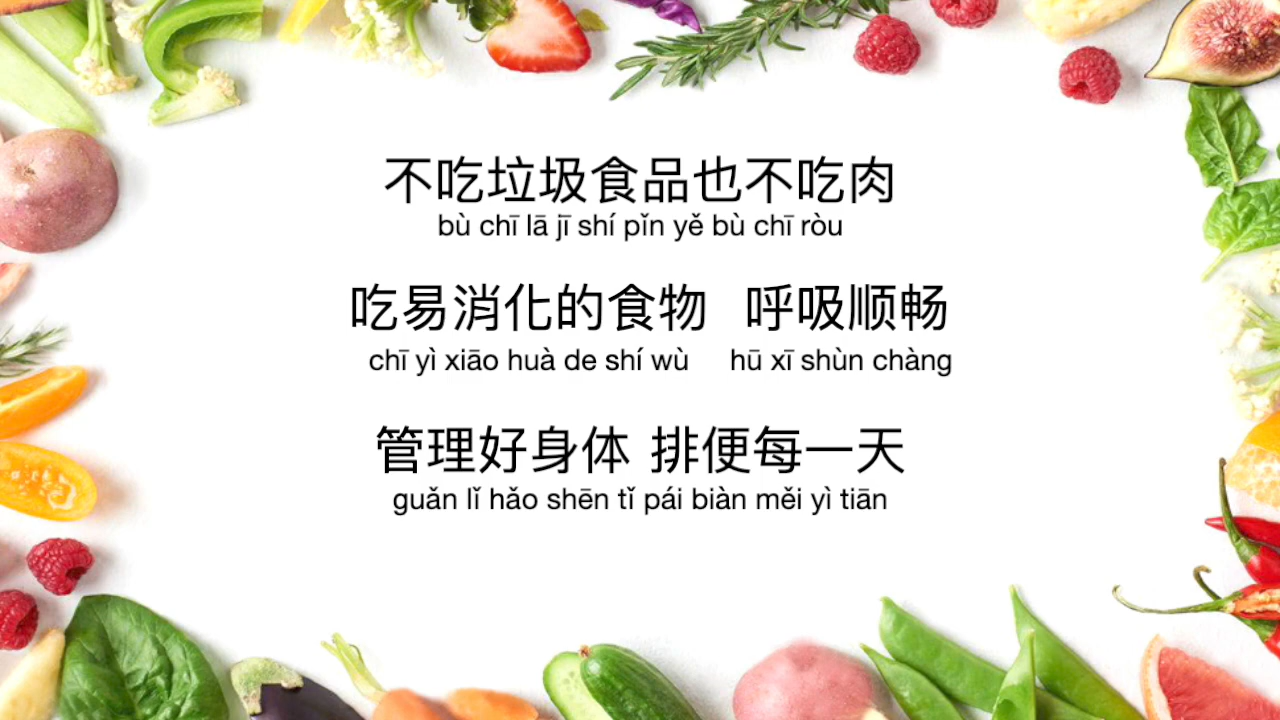 不吃垃圾食品也不吃肉
bù chī lā jī shí pǐn yě bù chī ròu
吃易消化的食物 呼吸顺畅
chī yì xiāo huà de shí wù hū xī shùn chàng
管理好身体 排便每一天
guǎn lǐ hǎo shēn tǐ pái biàn měi yì tiān